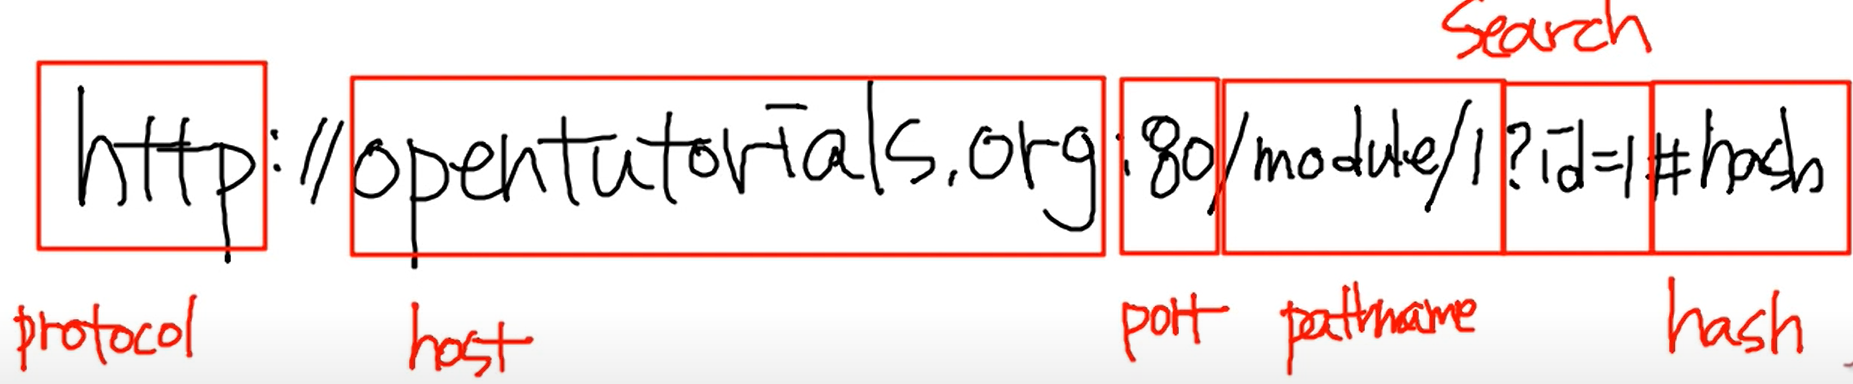 Search
http://opentutorials.org:80/module/1?id=1#hash
protocol host port pathname hash